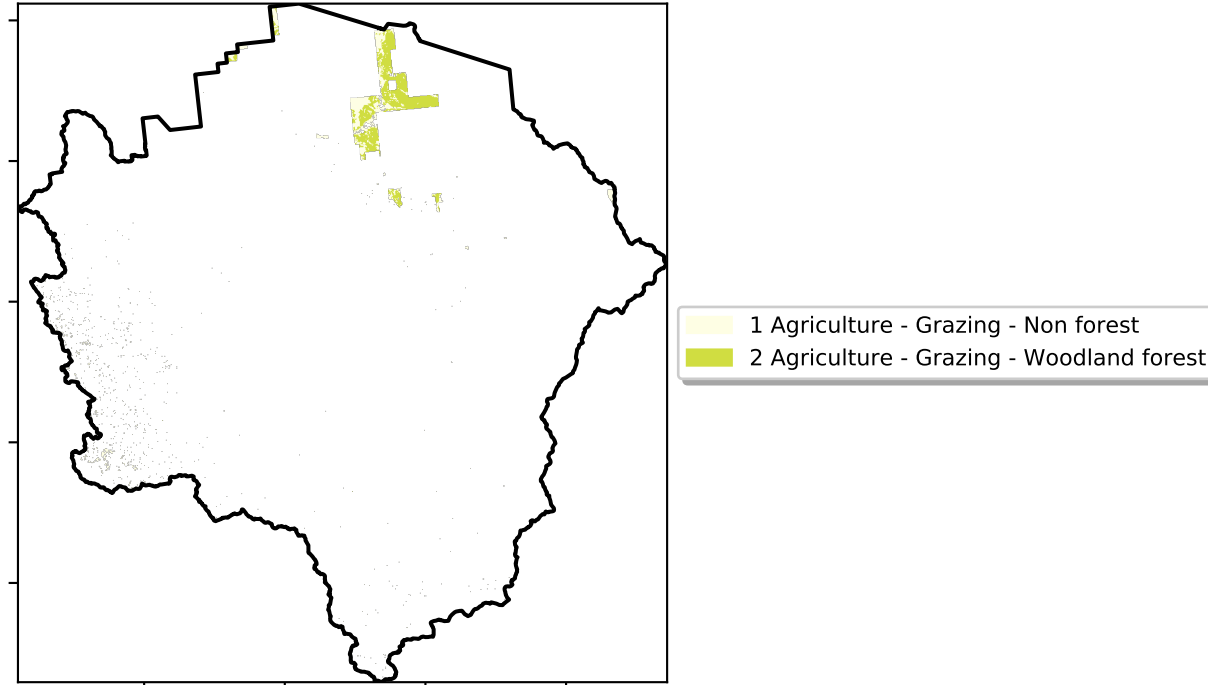 1 Agriculture - Grazing - Non forest
2 Agriculture - Grazing - Woodland forest